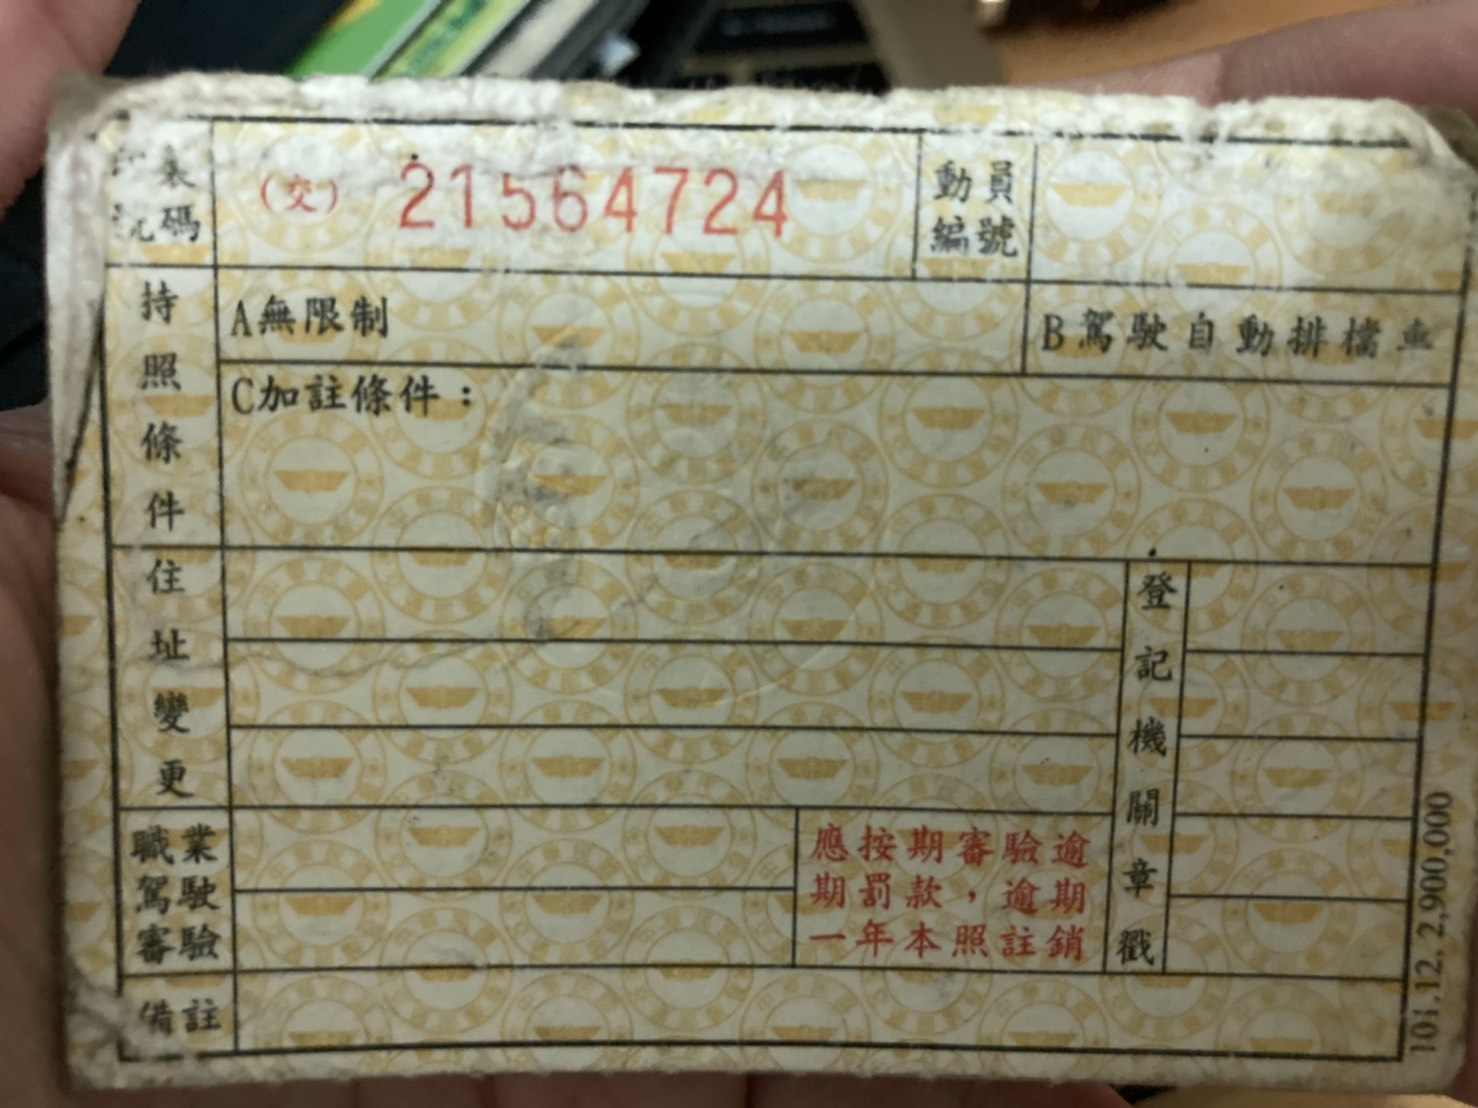 表
號碼
（交） 21564724
動員
編號
持照條件
A無限制
B駕駛自動排檔車
C加註條件：
住址變更
登記機關章戳
職業
駕駛
審驗
應按期審驗逾
期罰款，逾期
一年本照註銷
備註
101.12. 2,900,000